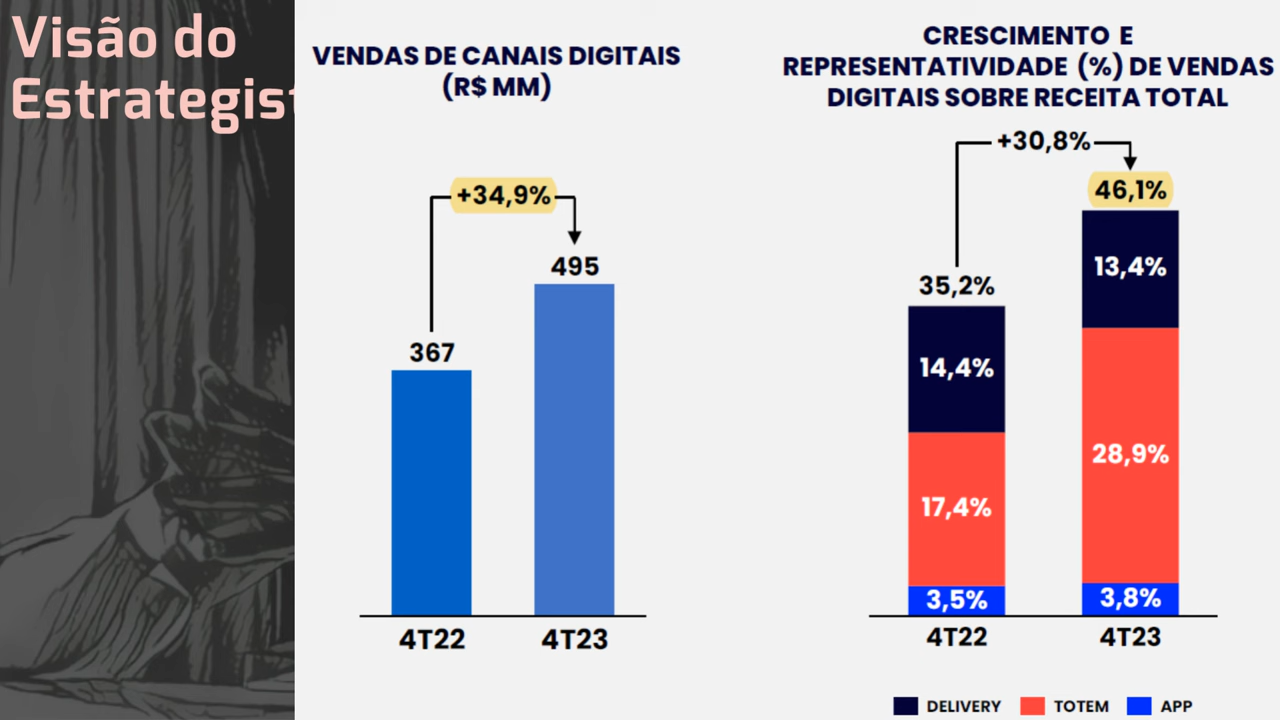 Visão do
Estrategist
VENDAS DE CANAIS DIGITAIS
(R$ MM)
+34,9%
495
367
4T22
4T23
CRESCIMENTO E
REPRESENTATIVIDADE (%) DE VENDAS
DIGITAIS SOBRE RECEITA TOTAL
+30,8%
46,1%
35,2%
13,4%
14,4%
28,9%
17,4%
3,5%
3,8%
4T22
4T23
DELIVERY
TOTEM
APP